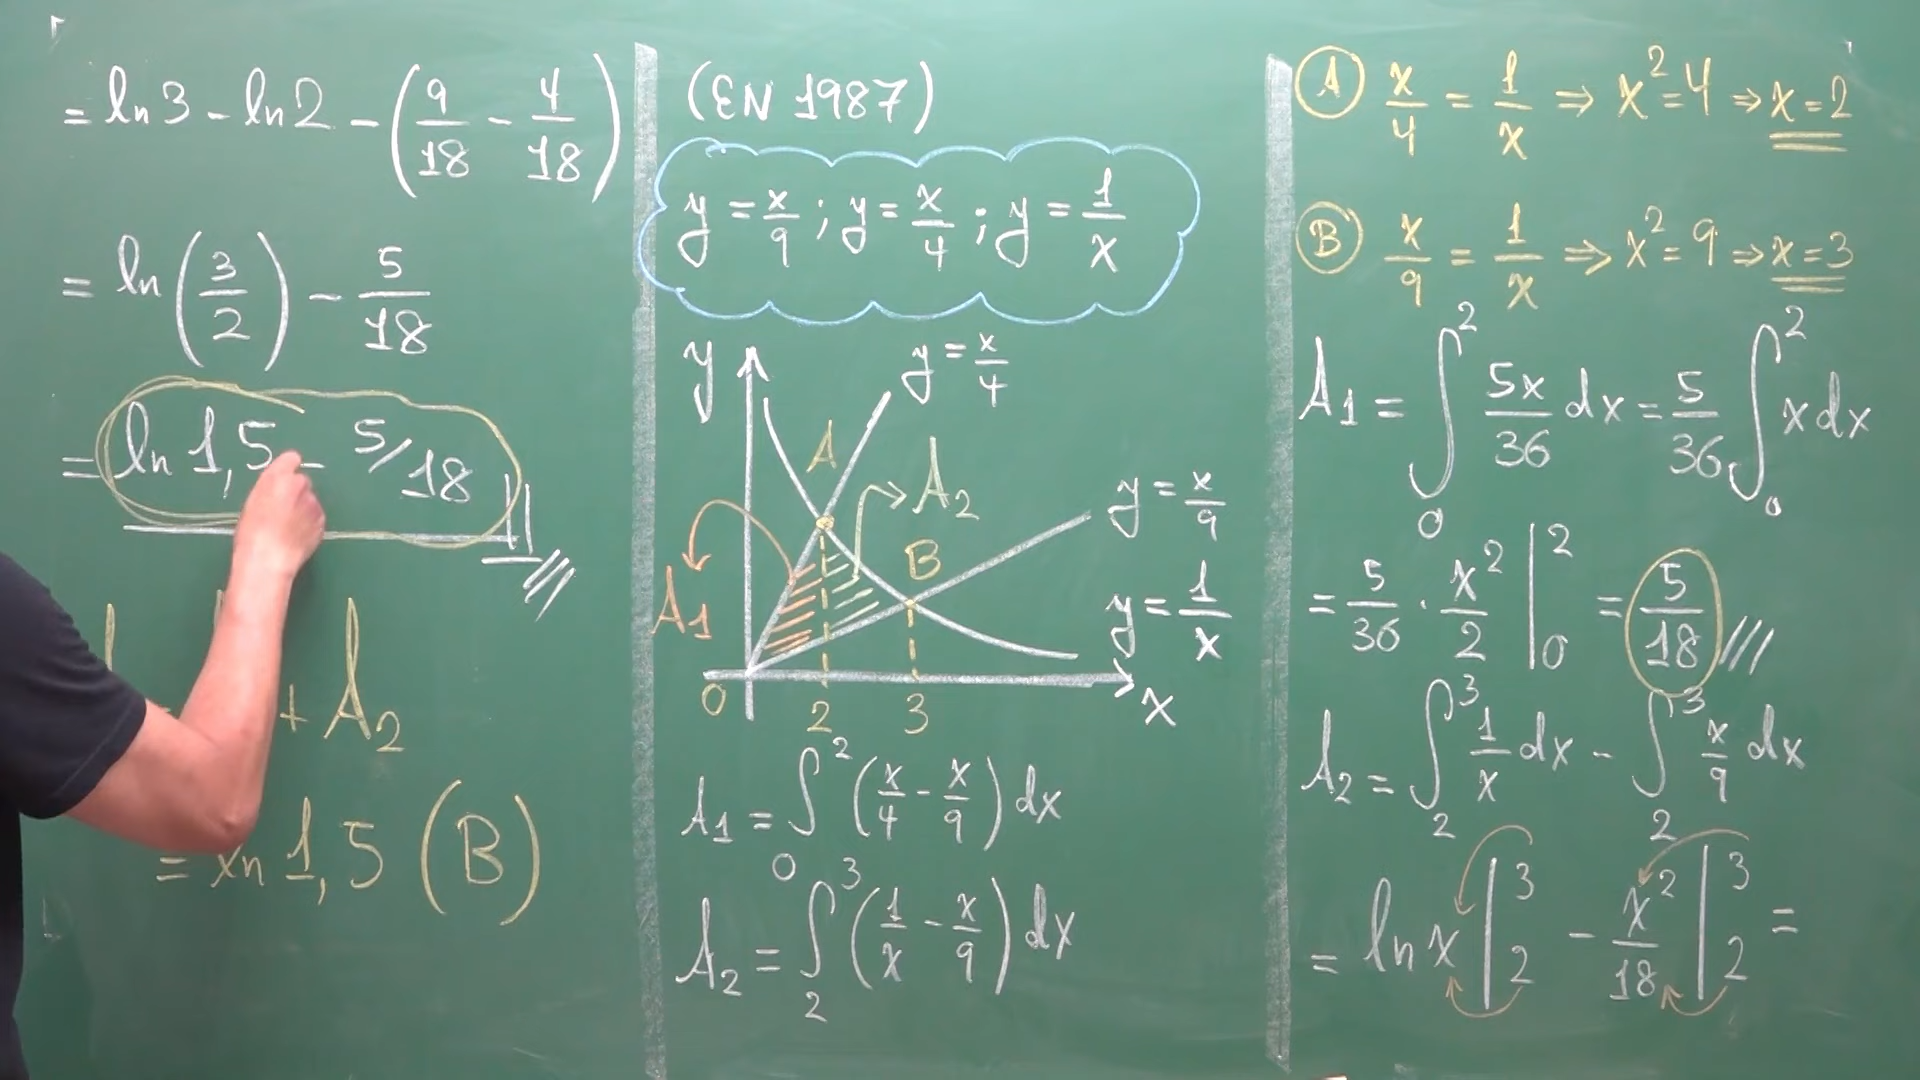 = ln 3 - ln 2 - (9/18 - 4/18)
= ln (3/2) - 5/18
= ln 1,5 - 5/18
+ A2
= ln 1,5 (B)
(EN 1987)
y = x/9 ; y = x/4 ; y = 1/x
y
y = x/4
A
A2
y = x/9
B
A1
y = 1/x
0 2 3 x
A1 = ∫₀² (x/4 - x/9) dx
A2 = ∫₂³ (1/x - x/9) dx
(A) x/4 = 1/x ⇒ x² = 4 ⇒ x = 2
(B) x/9 = 1/x ⇒ x² = 9 ⇒ x = 3
A1 = ∫₀² 5x/36 dx = 5/36 ∫₀² x dx
= 5/36 · x²/2 |₀² = 5/18
A2 = ∫₂³ 1/x dx - ∫₂³ x/9 dx
= ln x |₂³ - x²/18 |₂³ =